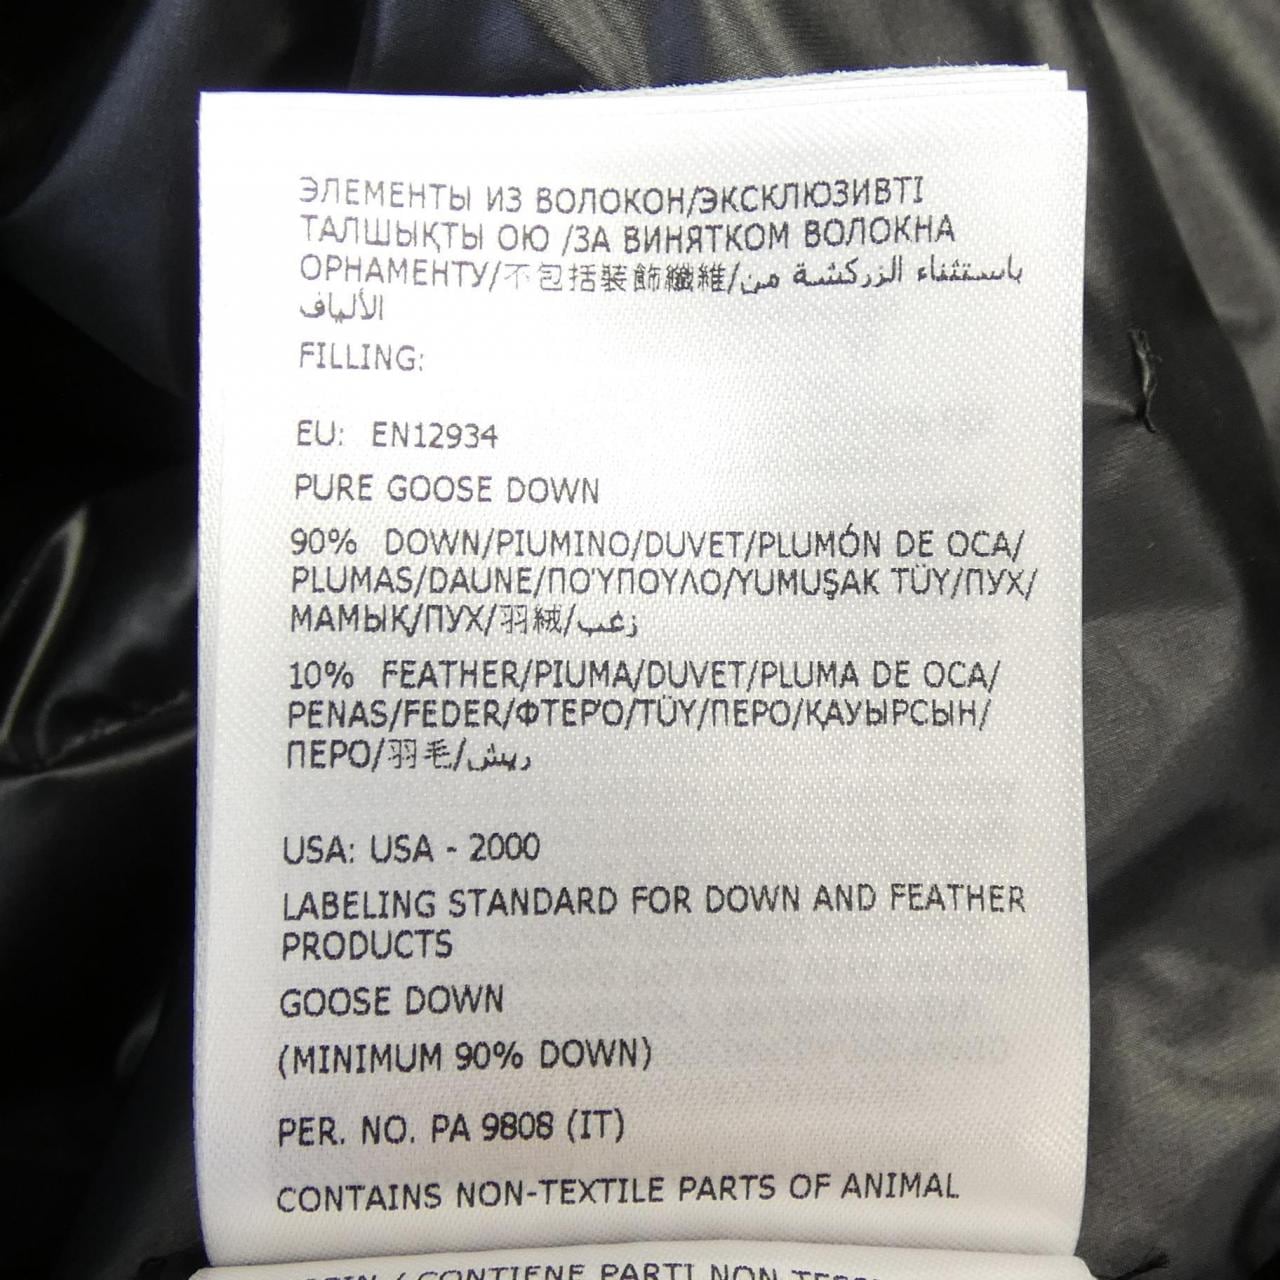 ЭЛЕМЕНТЫ ИЗ ВОЛОКОН/ЭКСКЛЮЗИВТІ
ТАЛШЫҚТЫ ОЮ /ЗА ВИНЯТКОМ ВОЛОКНА
ОРНАМЕНТУ/不包括裝飾纖維/باستثناء الزركشة من
الألياف
FILLING:
EU: EN12934
PURE GOOSE DOWN
90% DOWN/PIUMINO/DUVET/PLUMÓN DE OCA/
PLUMAS/DAUNE/ΠΟΎΠΟΥΛΟ/YUMUŞAK TÜY/ПУХ/
МАМЫҚ/ПУХ/羽絨/زغب
10% FEATHER/PIUMA/DUVET/PLUMA DE OCA/
PENAS/FEDER/ΦΤΕΡΌ/TÜY/ПЕРО/ҚАУЫРСЫН/
ПЕРО/羽毛/ريش
USA: USA - 2000
LABELING STANDARD FOR DOWN AND FEATHER
PRODUCTS
GOOSE DOWN
(MINIMUM 90% DOWN)
PER. NO. PA 9808 (IT)
CONTAINS NON-TEXTILE PARTS OF ANIMAL
/ CONTIENE PARTI NON